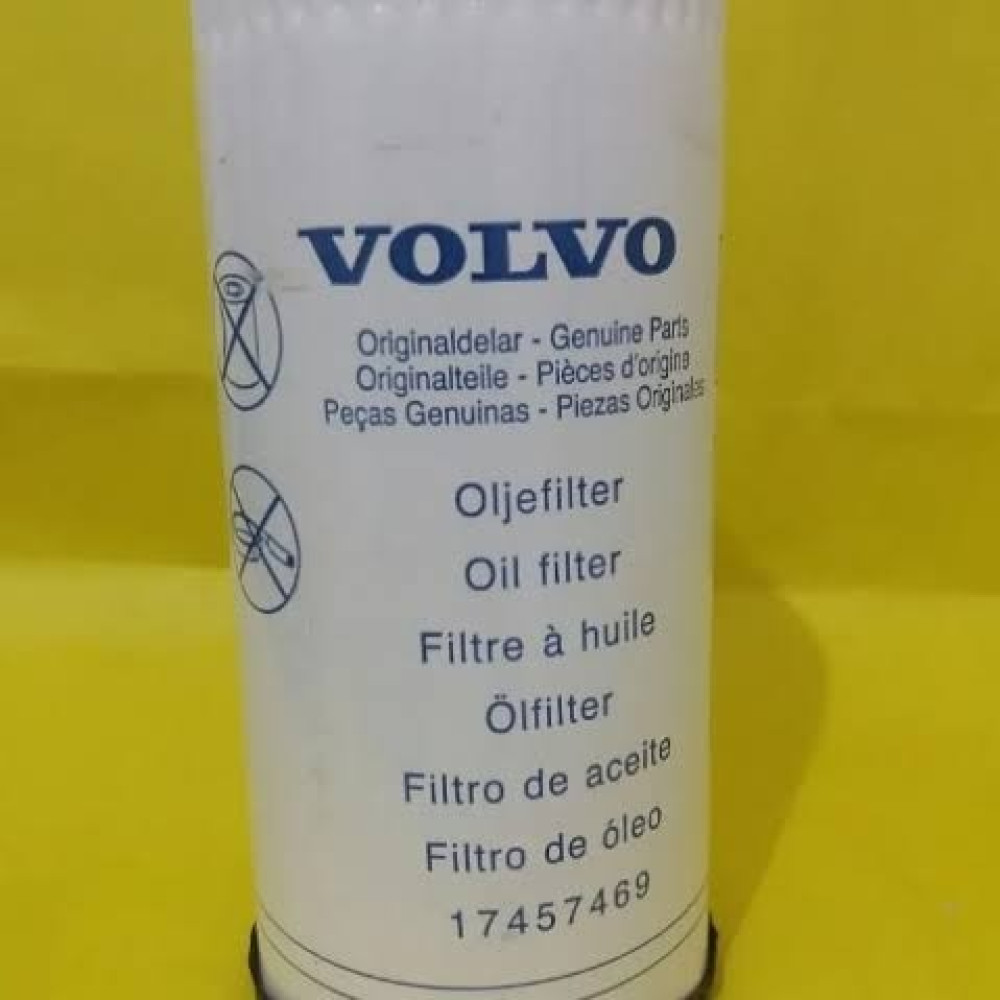 VOLVO
Originaldelar - Genuine Parts
Originalteile - Pièces d'origine
Peças Genuinas - Piezas Originales
Oljefilter
Oil filter
Filtre à huile
Ölfilter
Filtro de aceite
Filtro de óleo
17457469